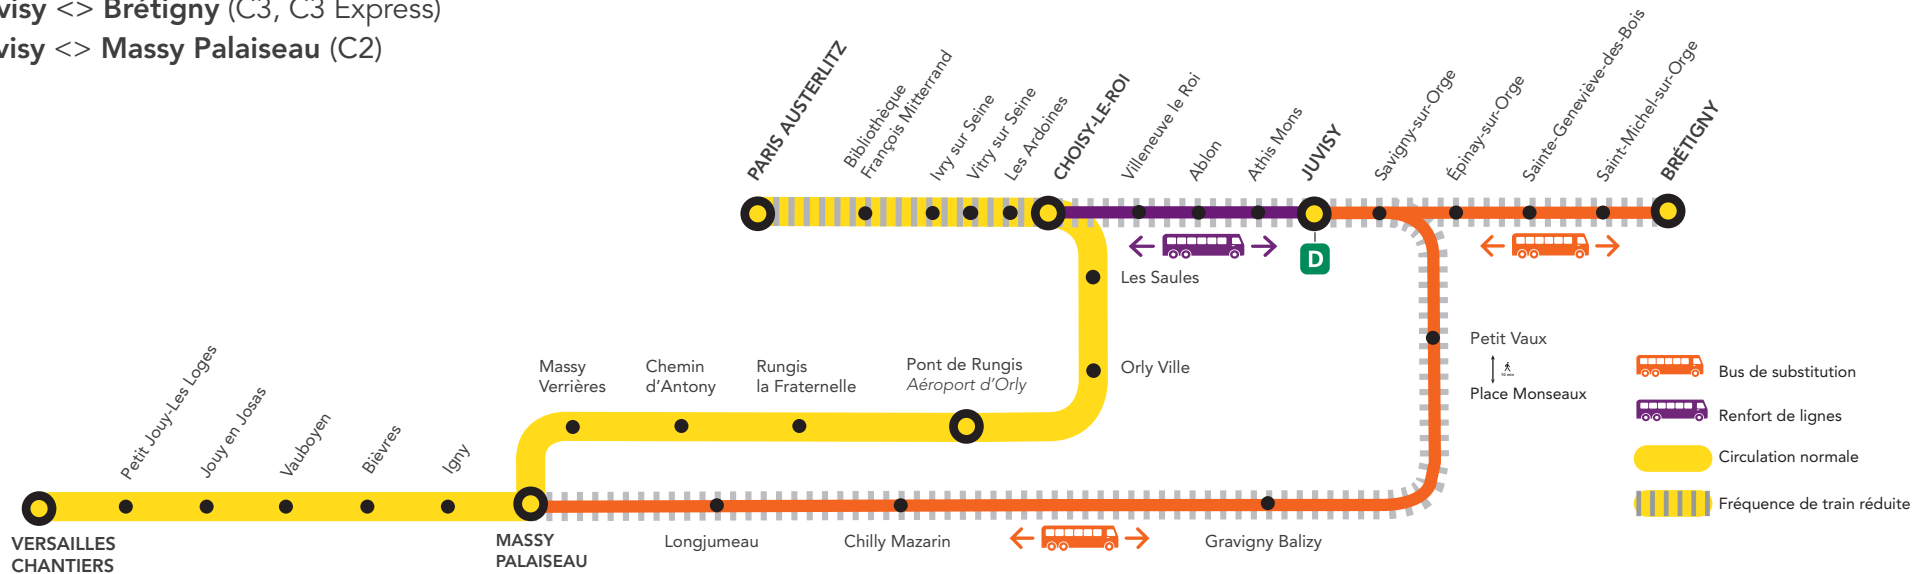 visy <> Brétigny (C3, C3 Express)
visy <> Massy Palaiseau (C2)
PARIS AUSTERLITZ
Bibliothèque
François Mitterrand
Ivry sur Seine
Vitry sur Seine
Les Ardoines
CHOISY-LE-ROI
Villeneuve le Roi
Ablon
Athis Mons
JUVISY
Savigny-sur-Orge
Épinay-sur-Orge
Sainte-Geneviève-des-Bois
Saint-Michel-sur-Orge
BRÉTIGNY
D
Les Saules
Orly Ville
Petit Vaux
Place Monseaux
Massy
Verrières
Chemin
d'Antony
Rungis
la Fraternelle
Pont de Rungis
Aéroport d'Orly
Petit Jouy-Les Loges
Jouy en Josas
Vauboyen
Bièvres
Igny
VERSAILLES
CHANTIERS
MASSY
PALAISEAU
Longjumeau
Chilly Mazarin
Gravigny Balizy
Bus de substitution
Renfort de lignes
Circulation normale
Fréquence de train réduite